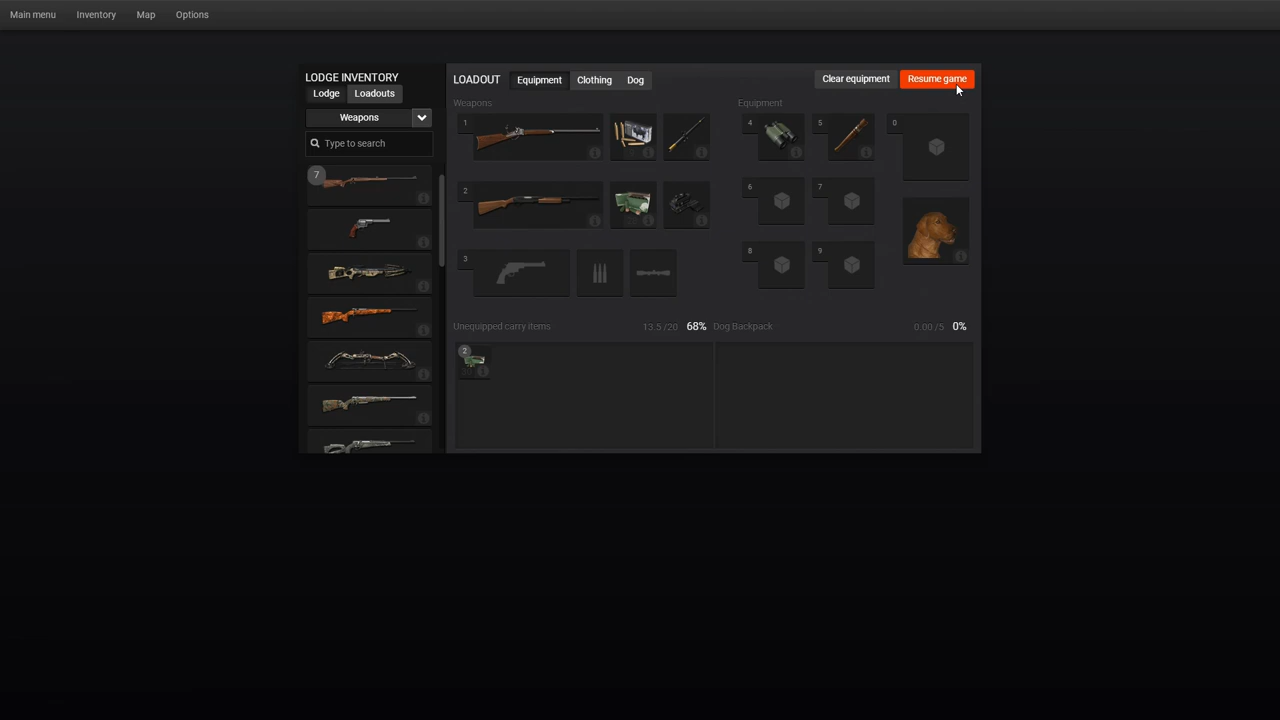 Main menu Inventory Map Options
LODGE INVENTORY
Lodge Loadouts
Weapons
Type to search
7
LOADOUT Equipment Clothing Dog Clear equipment Resume game
Weapons Equipment
1 4 5 0
2 6 7
3 8 9
Unequipped carry items 13.5 /20 68% Dog Backpack 0.00 /5 0%
2